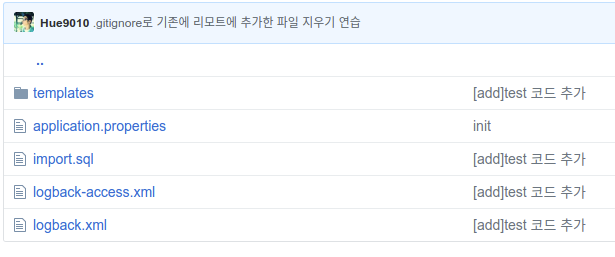 Hue9010 .gitignore로 기존에 리모트에 추가한 파일 지우기 연습
..
templates [add]test 코드 추가
application.properties init
import.sql [add]test 코드 추가
logback-access.xml [add]test 코드 추가
logback.xml [add]test 코드 추가